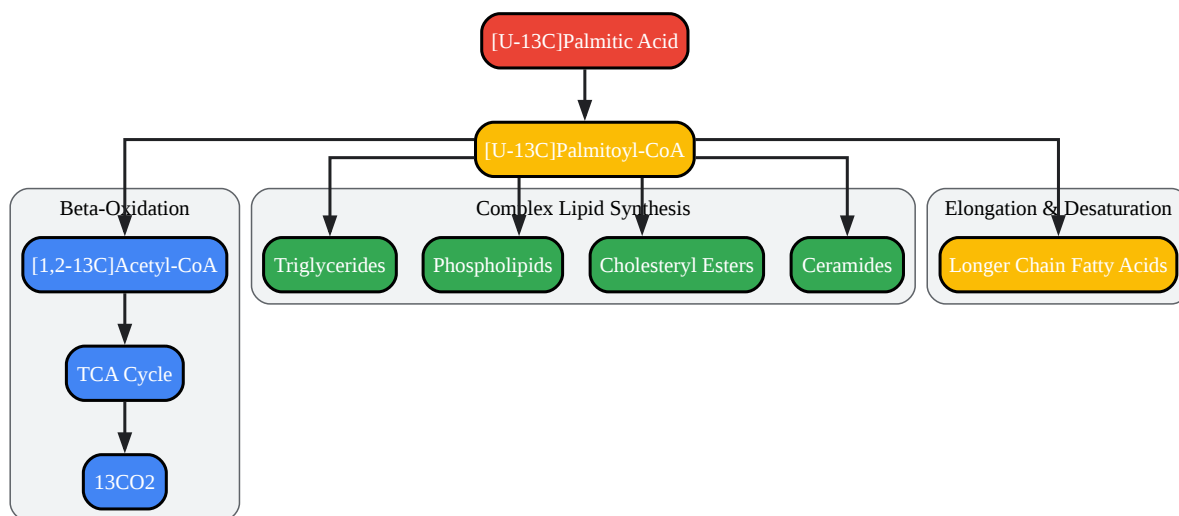 [U-13C]Palmitic Acid
[U-13C]Palmitoyl-CoA
Beta-Oxidation
Complex Lipid Synthesis
Elongation & Desaturation
[1,2-13C]Acetyl-CoA
Triglycerides
Phospholipids
Cholesteryl Esters
Ceramides
Longer Chain Fatty Acids
TCA Cycle
13CO2